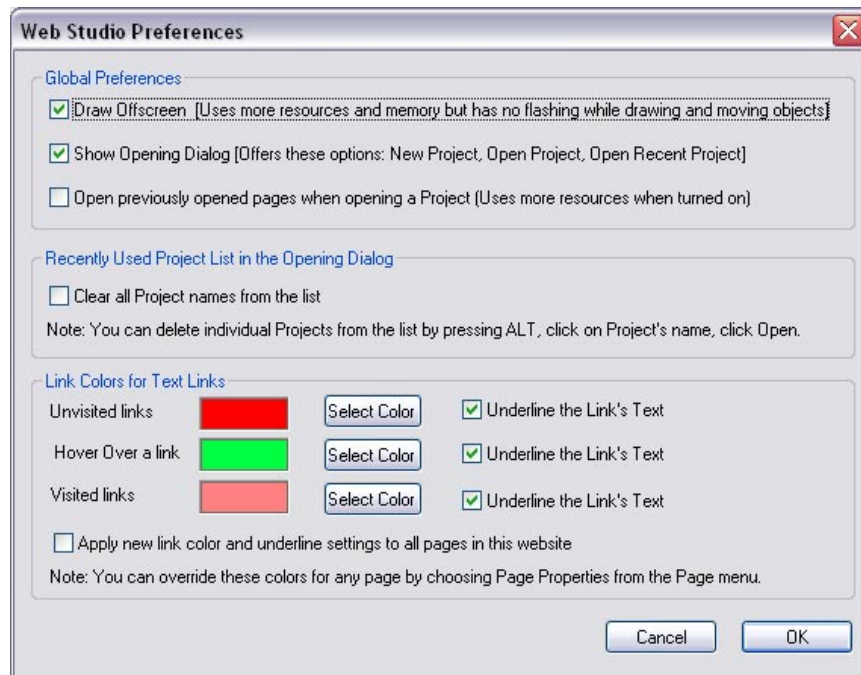 Web Studio Preferences
Global Preferences
Draw Offscreen [Uses more resources and memory but has no flashing while drawing and moving objects]
Show Opening Dialog [Offers these options: New Project, Open Project, Open Recent Project]
Open previously opened pages when opening a Project (Uses more resources when turned on)
Recently Used Project List in the Opening Dialog
Clear all Project names from the list
Note: You can delete individual Projects from the list by pressing ALT, click on Project's name, click Open.
Link Colors for Text Links
Unvisited links Select Color Underline the Link's Text
Hover Over a link Select Color Underline the Link's Text
Visited links Select Color Underline the Link's Text
Apply new link color and underline settings to all pages in this website
Note: You can override these colors for any page by choosing Page Properties from the Page menu.
Cancel OK